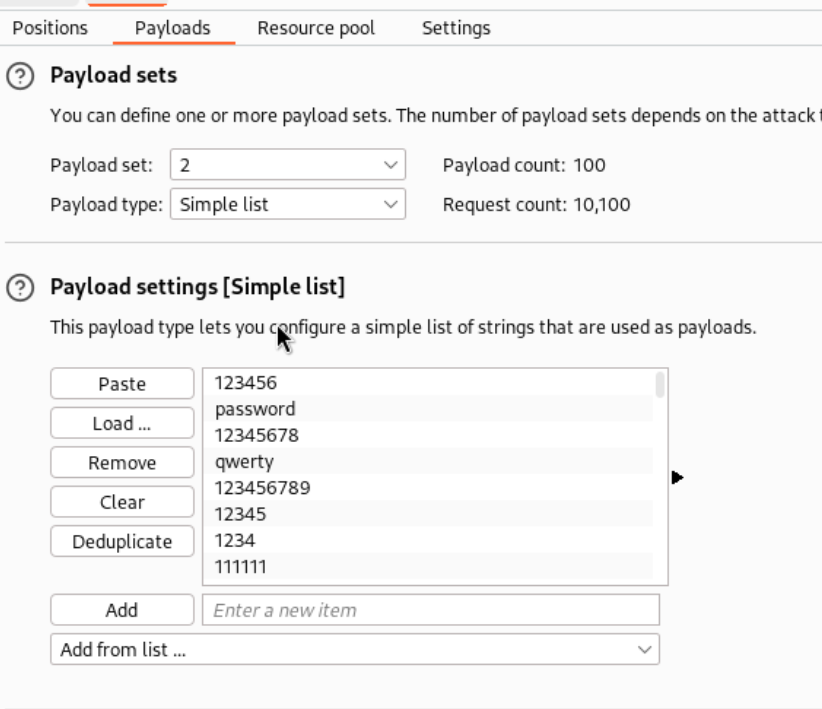 Positions Payloads Resource pool Settings
Payload sets
You can define one or more payload sets. The number of payload sets depends on the attack
Payload set: 2 Payload count: 100
Payload type: Simple list Request count: 10,100
Payload settings [Simple list]
This payload type lets you configure a simple list of strings that are used as payloads.
Paste
Load ...
Remove
Clear
Deduplicate
123456
password
12345678
qwerty
123456789
12345
1234
111111
Add Enter a new item
Add from list ...